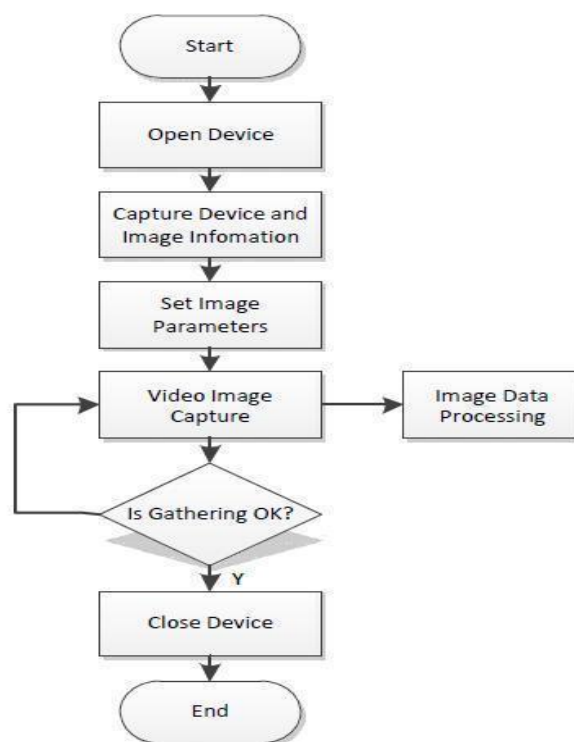 Start
Open Device
Capture Device and
Image Infomation
Set Image
Parameters
Video Image
Capture
Image Data
Processing
Is Gathering OK?
Y
Close Device
End